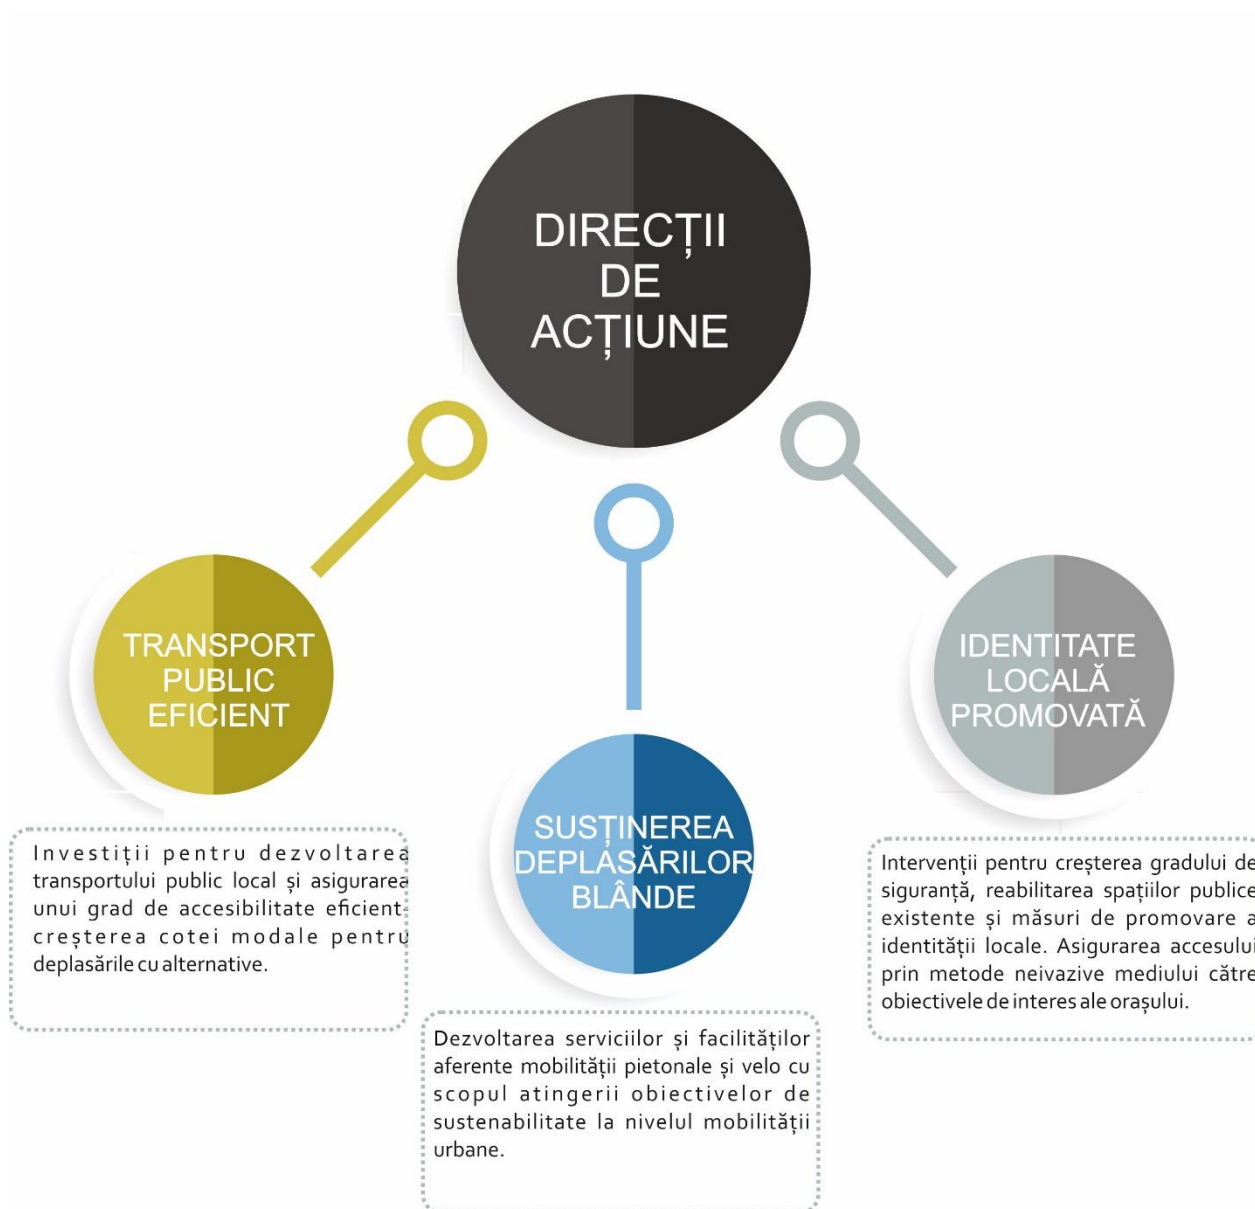 DIRECȚII
DE
ACȚIUNE
TRANSPORT
PUBLIC
EFICIENT
Investiții pentru dezvoltarea
transportului public local și asigurarea
unui grad de accesibilitate eficient-
creșterea cotei modale pentru
deplasările cu alternative.
SUSȚINEREA
DEPLASĂRILOR
BLÂNDE
Dezvoltarea serviciilor și facilităților
aferente mobilității pietonale și velo cu
scopul atingerii obiectivelor de
sustenabilitate la nivelul mobilității
urbane.
IDENTITATE
LOCALĂ
PROMOVATĂ
Intervenții pentru creșterea gradului de
siguranță, reabilitarea spațiilor publice
existente și măsuri de promovare a
identității locale. Asigurarea accesului
prin metode neivazive mediului către
obiectivele de interes ale orașului.